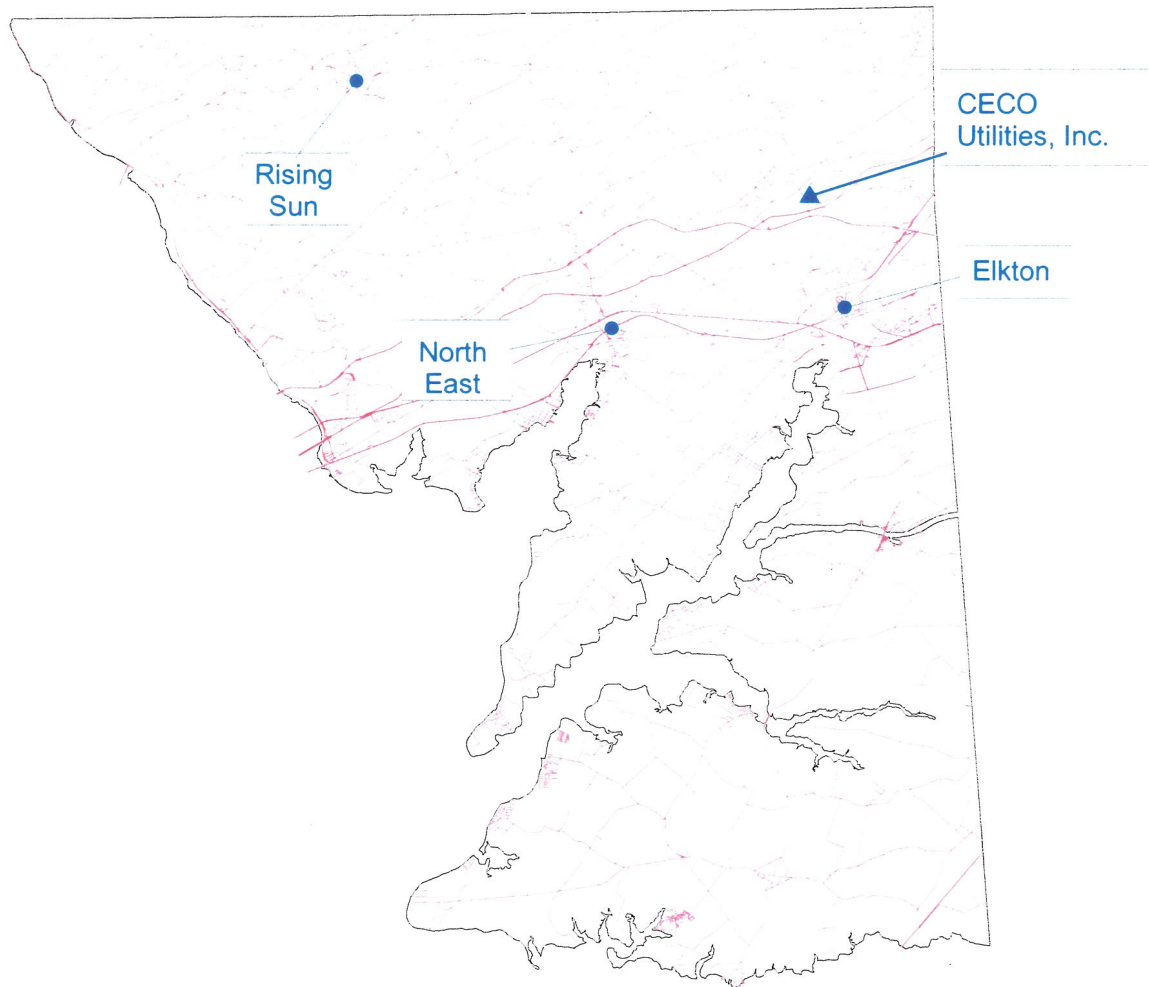 CECO
Utilities, Inc.
Rising
Sun
Elkton
North
East